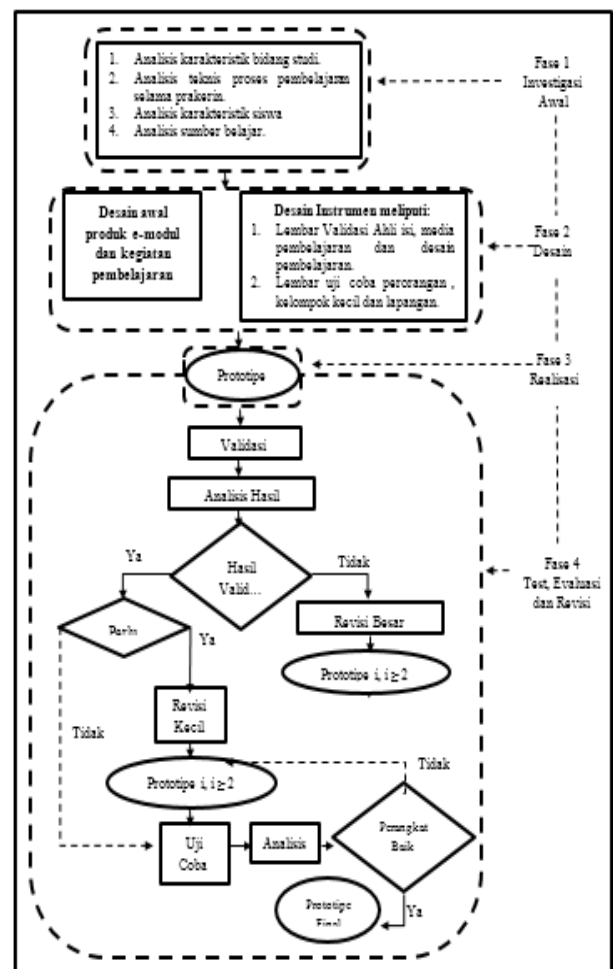 1. Analisis karakteristik bidang studi.
2. Analisis teknis proses pembelajaran
selama prakerin.
3. Analisis karakteristik siswa
4. Analisis sumber belajar.
Fase 1
Investigasi
Awal
Desain awal
produk e-modul
dan kegiatan
pembelajaran
Desain Instrumen meliputi:
1. Lembar Validasi Ahli isi, media
pembelajaran dan desain
pembelajaran.
2. Lembar uji coba perorangan ,
kelompok kecil dan lapangan.
Fase 2
Desain
Prototipe
Fase 3
Realisasi
Validasi
Analisis Hasil
Hasil
Valid...
Ya
Tidak
Fase 4
Test, Evaluasi
dan Revisi
Perlu
Ya
Revisi Besar
Prototipe i, i ≥ 2
Revisi
Kecil
Tidak
Prototipe i, i ≥ 2
Tidak
Uji
Coba
Analisis
Perangkat
Baik
Ya
Prototipe
Final